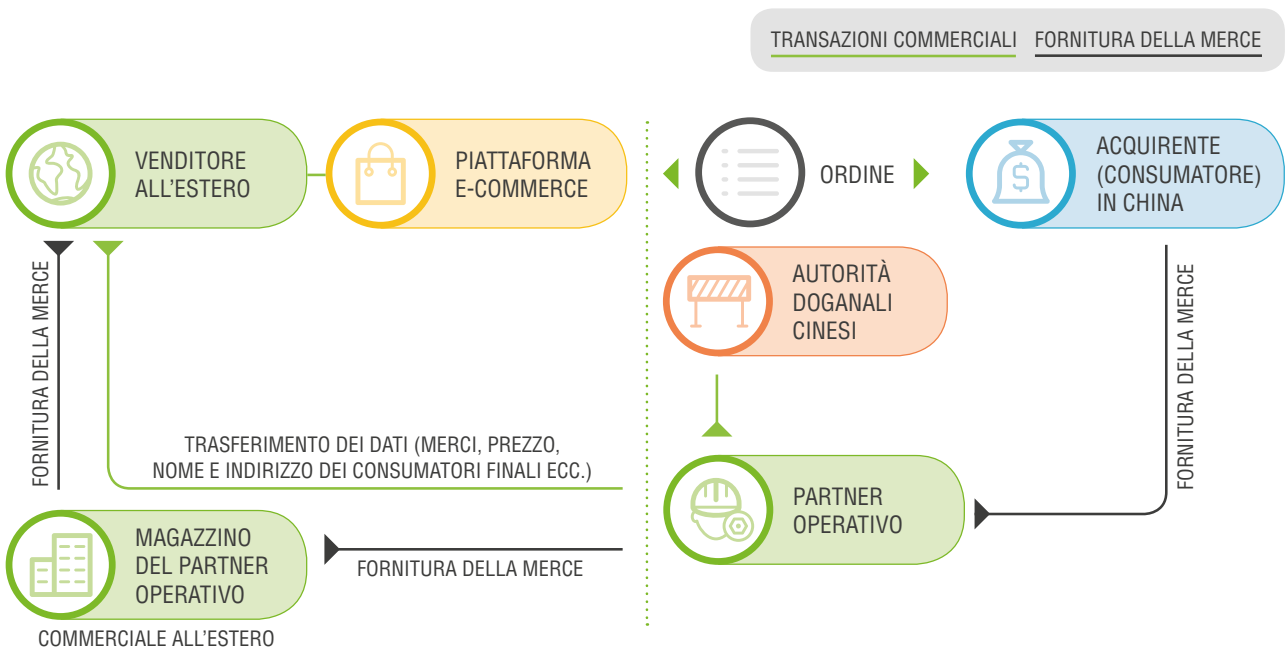 TRANSAZIONI COMMERCIALI
FORNITURA DELLA MERCE
VENDITORE
ALL'ESTERO
PIATTAFORMA
E-COMMERCE
ORDINE
ACQUIRENTE
(CONSUMATORE)
IN CHINA
AUTORITÀ
DOGANALI
CINESI
FORNITURA DELLA MERCE
FORNITURA DELLA MERCE
TRASFERIMENTO DEI DATI (MERCI, PREZZO,
NOME E INDIRIZZO DEI CONSUMATORI FINALI ECC.)
PARTNER
OPERATIVO
MAGAZZINO
DEL PARTNER
OPERATIVO
FORNITURA DELLA MERCE
COMMERCIALE ALL'ESTERO